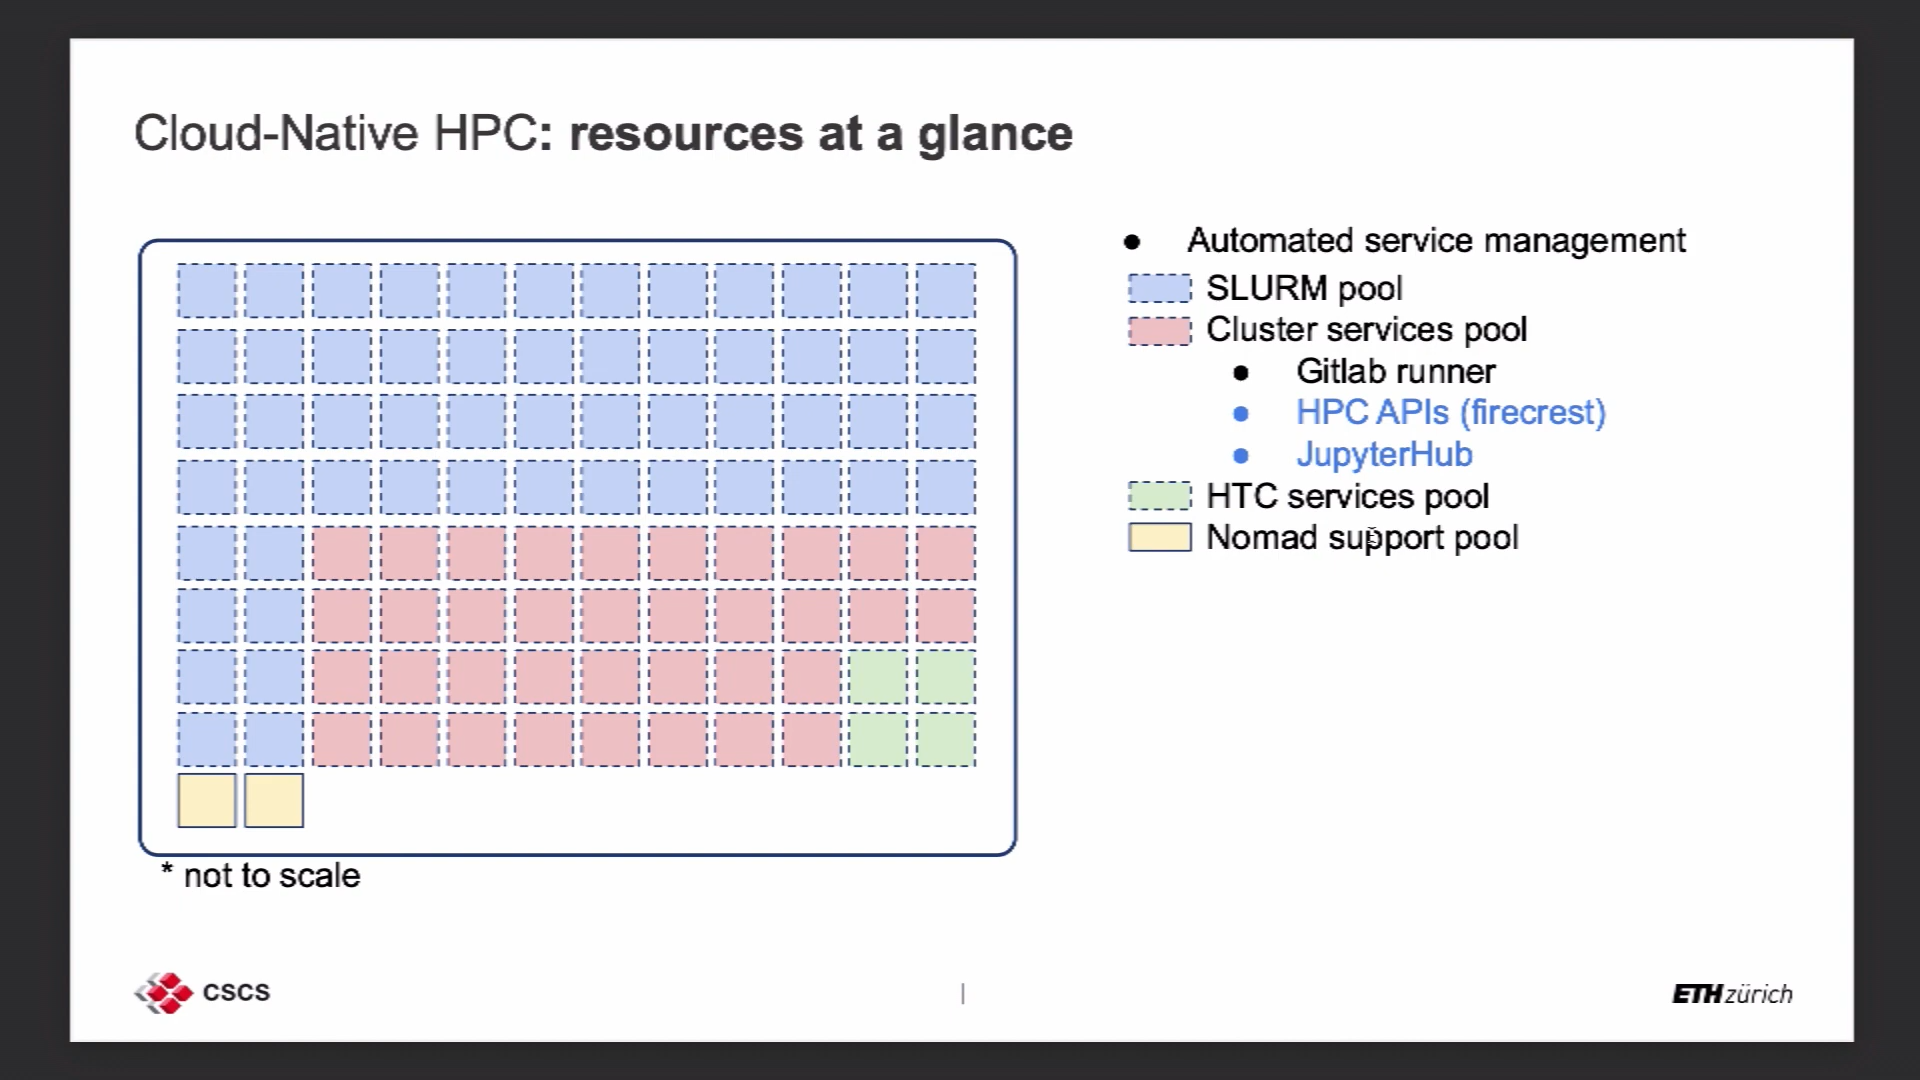 Cloud-Native HPC: resources at a glance
● Automated service management
SLURM pool
Cluster services pool
● Gitlab runner
● HPC APIs (firecrest)
● JupyterHub
HTC services pool
Nomad support pool
* not to scale
CSCS
|
ETH zürich